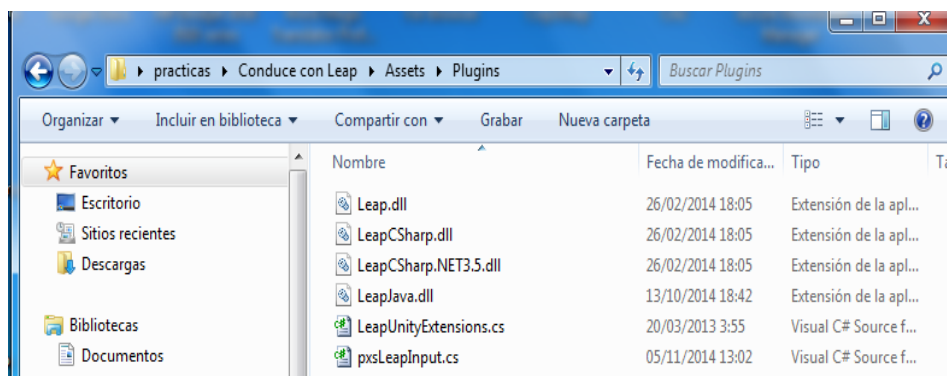 practicas Conduce con Leap Assets Plugins Buscar Plugins
Organizar Incluir en biblioteca Compartir con Grabar Nueva carpeta
Favoritos
Escritorio
Sitios recientes
Descargas
Bibliotecas
Documentos
Nombre Fecha de modifica... Tipo
Leap.dll 26/02/2014 18:05 Extensión de la apl...
LeapCSharp.dll 26/02/2014 18:05 Extensión de la apl...
LeapCSharp.NET3.5.dll 26/02/2014 18:05 Extensión de la apl...
LeapJava.dll 13/10/2014 18:42 Extensión de la apl...
LeapUnityExtensions.cs 20/03/2013 3:55 Visual C# Source f...
pxsLeapInput.cs 05/11/2014 13:02 Visual C# Source f...